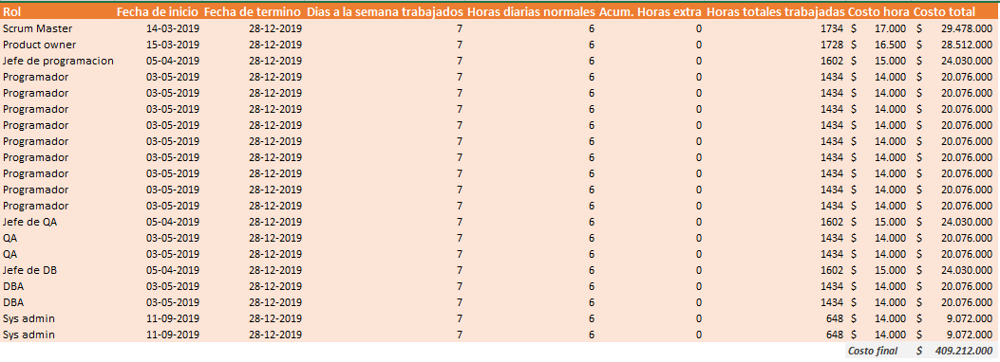 Rol Fecha de inicio Fecha de termino Dias a la semana trabajados Horas diarias normales Acum. Horas extra Horas totales trabajadas Costo hora Costo total
Scrum Master 14-03-2019 28-12-2019 7 6 0 1734 $ 17.000 $ 29.478.000
Product owner 15-03-2019 28-12-2019 7 6 0 1728 $ 16.500 $ 28.512.000
Jefe de programacion 05-04-2019 28-12-2019 7 6 0 1602 $ 15.000 $ 24.030.000
Programador 03-05-2019 28-12-2019 7 6 0 1434 $ 14.000 $ 20.076.000
Programador 03-05-2019 28-12-2019 7 6 0 1434 $ 14.000 $ 20.076.000
Programador 03-05-2019 28-12-2019 7 6 0 1434 $ 14.000 $ 20.076.000
Programador 03-05-2019 28-12-2019 7 6 0 1434 $ 14.000 $ 20.076.000
Programador 03-05-2019 28-12-2019 7 6 0 1434 $ 14.000 $ 20.076.000
Programador 03-05-2019 28-12-2019 7 6 0 1434 $ 14.000 $ 20.076.000
Programador 03-05-2019 28-12-2019 7 6 0 1434 $ 14.000 $ 20.076.000
Programador 03-05-2019 28-12-2019 7 6 0 1434 $ 14.000 $ 20.076.000
Programador 03-05-2019 28-12-2019 7 6 0 1434 $ 14.000 $ 20.076.000
Jefe de QA 05-04-2019 28-12-2019 7 6 0 1602 $ 15.000 $ 24.030.000
QA 03-05-2019 28-12-2019 7 6 0 1434 $ 14.000 $ 20.076.000
QA 03-05-2019 28-12-2019 7 6 0 1434 $ 14.000 $ 20.076.000
Jefe de DB 05-04-2019 28-12-2019 7 6 0 1602 $ 15.000 $ 24.030.000
DBA 03-05-2019 28-12-2019 7 6 0 1434 $ 14.000 $ 20.076.000
DBA 03-05-2019 28-12-2019 7 6 0 1434 $ 14.000 $ 20.076.000
Sys admin 11-09-2019 28-12-2019 7 6 0 648 $ 14.000 $ 9.072.000
Sys admin 11-09-2019 28-12-2019 7 6 0 648 $ 14.000 $ 9.072.000
Costo final $ 409.212.000